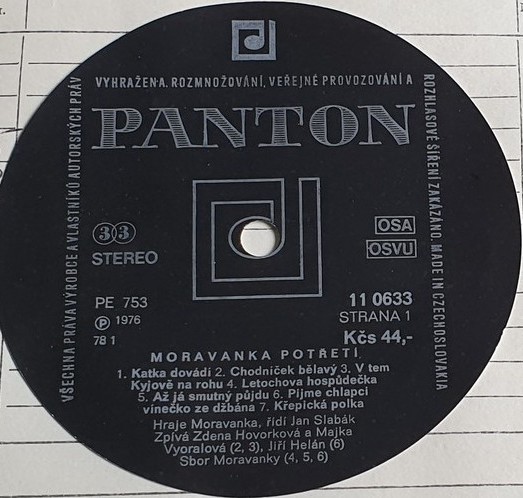 VŠECHNA PRÁVA VÝROBCE A VLASTNÍKŮ AUTORSKÝCH PRÁV
VYHRAŽENA. ROZMNOŽOVÁNÍ, VEŘEJNÉ PROVOZOVÁNÍ A
ROZHLASOVÉ ŠÍŘENÍ ZAKÁZÁNO. MADE IN CZECHOSLOVAKIA
PANTON
33
STEREO
OSA
OSVU
PE 753
℗ 1976
78 1
11 0633
STRANA 1
Kčs 44,-
MORAVANKA POTŘETÍ
1. Katka dovádí 2. Chodníček bělavý 3. V tem
Kyjově na rohu 4. Letochova hospůdečka
5. Až já smutný půjdu 6. Pijme chlapci
vínečko ze džbána 7. Křepická polka
Hraje Moravanka, řídí Jan Slabák
Zpívá Zdena Hovorková a Majka
Vyoralová (2, 3), Jiří Helán (6)
Sbor Moravanky (4, 5, 6)